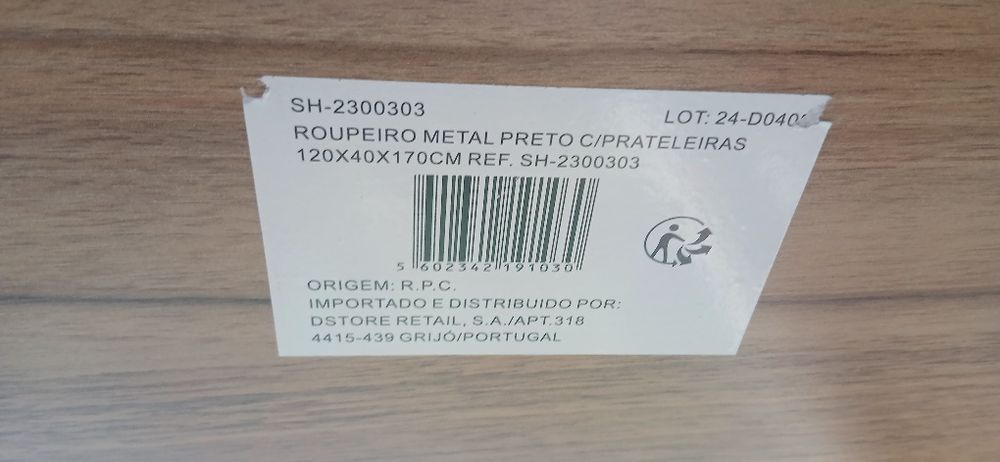 SH-2300303
LOT: 24-D040
ROUPEIRO METAL PRETO C/PRATELEIRAS
120X40X170CM REF. SH-2300303
5 602342 191030
ORIGEM: R.P.C.
IMPORTADO E DISTRIBUIDO POR:
DSTORE RETAIL, S.A./APT.318
4415-439 GRIJÓ/PORTUGAL